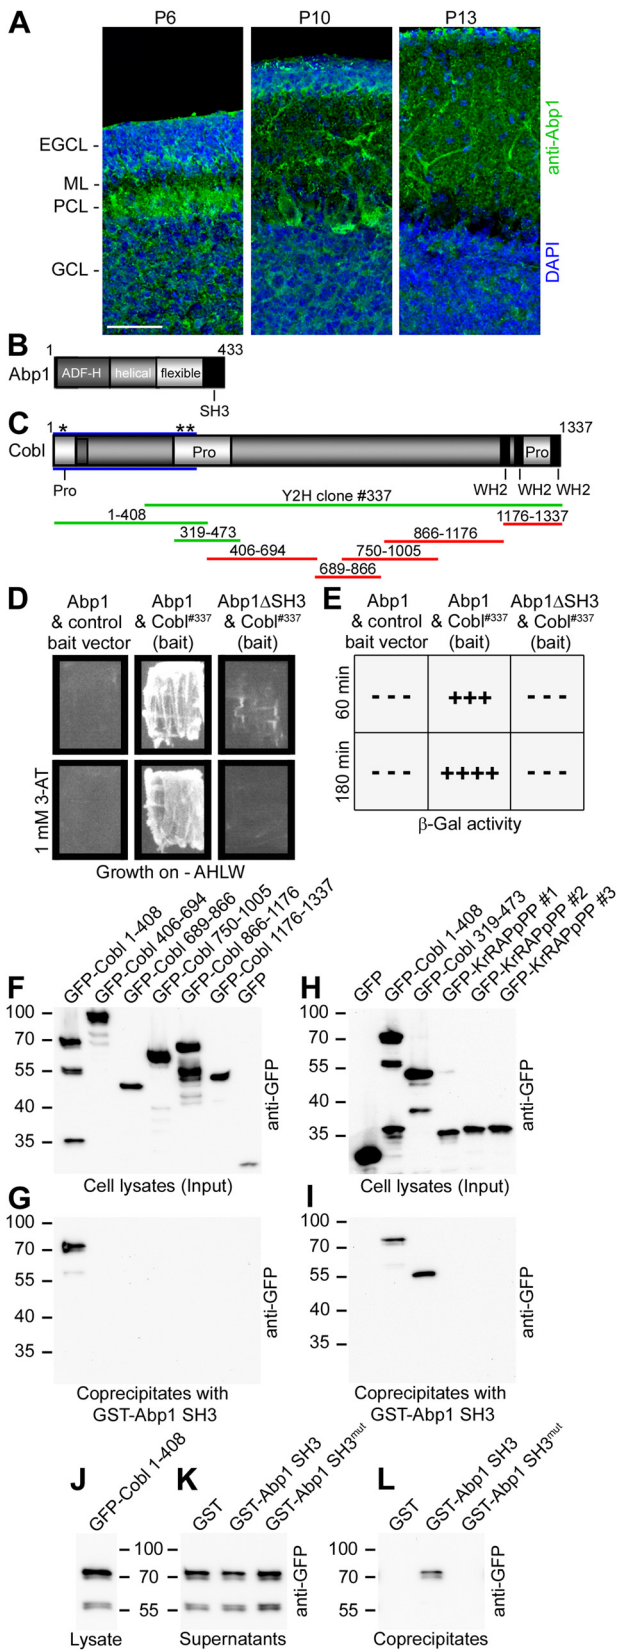 A
P6
P10
P13
EGCL -
ML -
PCL -
GCL -
anti-Abp1
DAPI
B
1
433
Abp1
ADF-H
helical
flexible
SH3
C
1
*
**
1337
Cobl
Pro
Pro
Pro
WH2
WH2
WH2
Y2H clone #337
1-408
319-473
406-694
689-866
750-1005
866-1176
1176-1337
D
Abp1
& control
bait vector
Abp1
& Cobl#337
(bait)
Abp1ΔSH3
& Cobl#337
(bait)
1 mM 3-AT
Growth on - AHLW
E
Abp1
& control
bait vector
Abp1
& Cobl#337
(bait)
Abp1ΔSH3
& Cobl#337
(bait)
60 min
- - -
+++
- - -
180 min
- - -
++++
- - -
β-Gal activity
F
GFP-Cobl 1-408
GFP-Cobl 406-694
GFP-Cobl 689-866
GFP-Cobl 750-1005
GFP-Cobl 866-1176
GFP-Cobl 1176-1337
GFP
100 -
70 -
55 -
40 -
35 -
anti-GFP
Cell lysates (Input)
H
GFP
GFP-Cobl 1-408
GFP-Cobl 319-473
GFP-KrRAPpPP #1
GFP-KrRAPpPP #2
GFP-KrRAPpPP #3
100 -
70 -
55 -
40 -
35 -
anti-GFP
Cell lysates (Input)
G
100 -
70 -
55 -
40 -
35 -
anti-GFP
Coprecipitates with
GST-Abp1 SH3
I
100 -
70 -
55 -
40 -
35 -
anti-GFP
Coprecipitates with
GST-Abp1 SH3
J
GFP-Cobl 1-408
Lysate
K
GST
GST-Abp1 SH3
GST-Abp1 SH3mut
- 100 -
- 70 -
- 55 -
anti-GFP
Supernatants
L
GST
GST-Abp1 SH3
GST-Abp1 SH3mut
100 -
70 -
55 -
anti-GFP
Coprecipitates